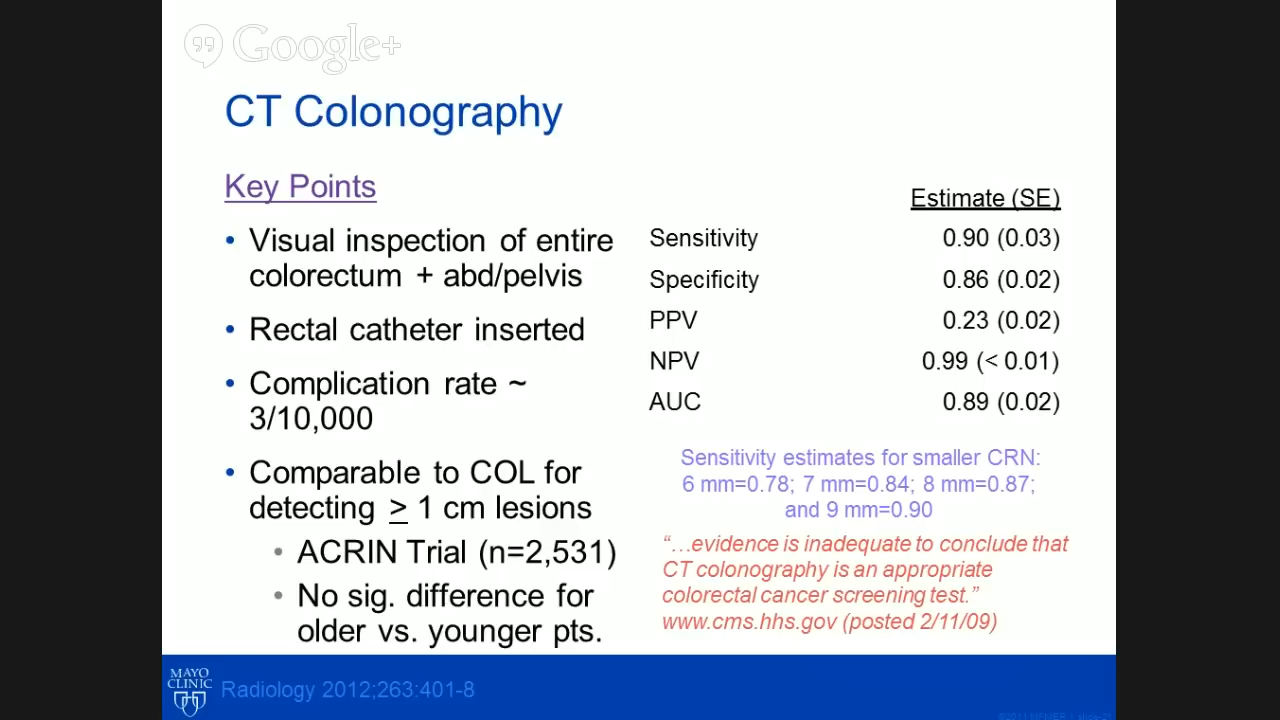 Google+
CT Colonography
Key Points
• Visual inspection of entire
colorectum + abd/pelvis
• Rectal catheter inserted
• Complication rate ~
3/10,000
• Comparable to COL for
detecting > 1 cm lesions
• ACRIN Trial (n=2,531)
• No sig. difference for
older vs. younger pts.
Estimate (SE)
Sensitivity 0.90 (0.03)
Specificity 0.86 (0.02)
PPV 0.23 (0.02)
NPV 0.99 (< 0.01)
AUC 0.89 (0.02)
Sensitivity estimates for smaller CRN:
6 mm=0.78; 7 mm=0.84; 8 mm=0.87;
and 9 mm=0.90
“…evidence is inadequate to conclude that
CT colonography is an appropriate
colorectal cancer screening test.”
www.cms.hhs.gov (posted 2/11/09)
MAYO
CLINIC
Radiology 2012;263:401-8